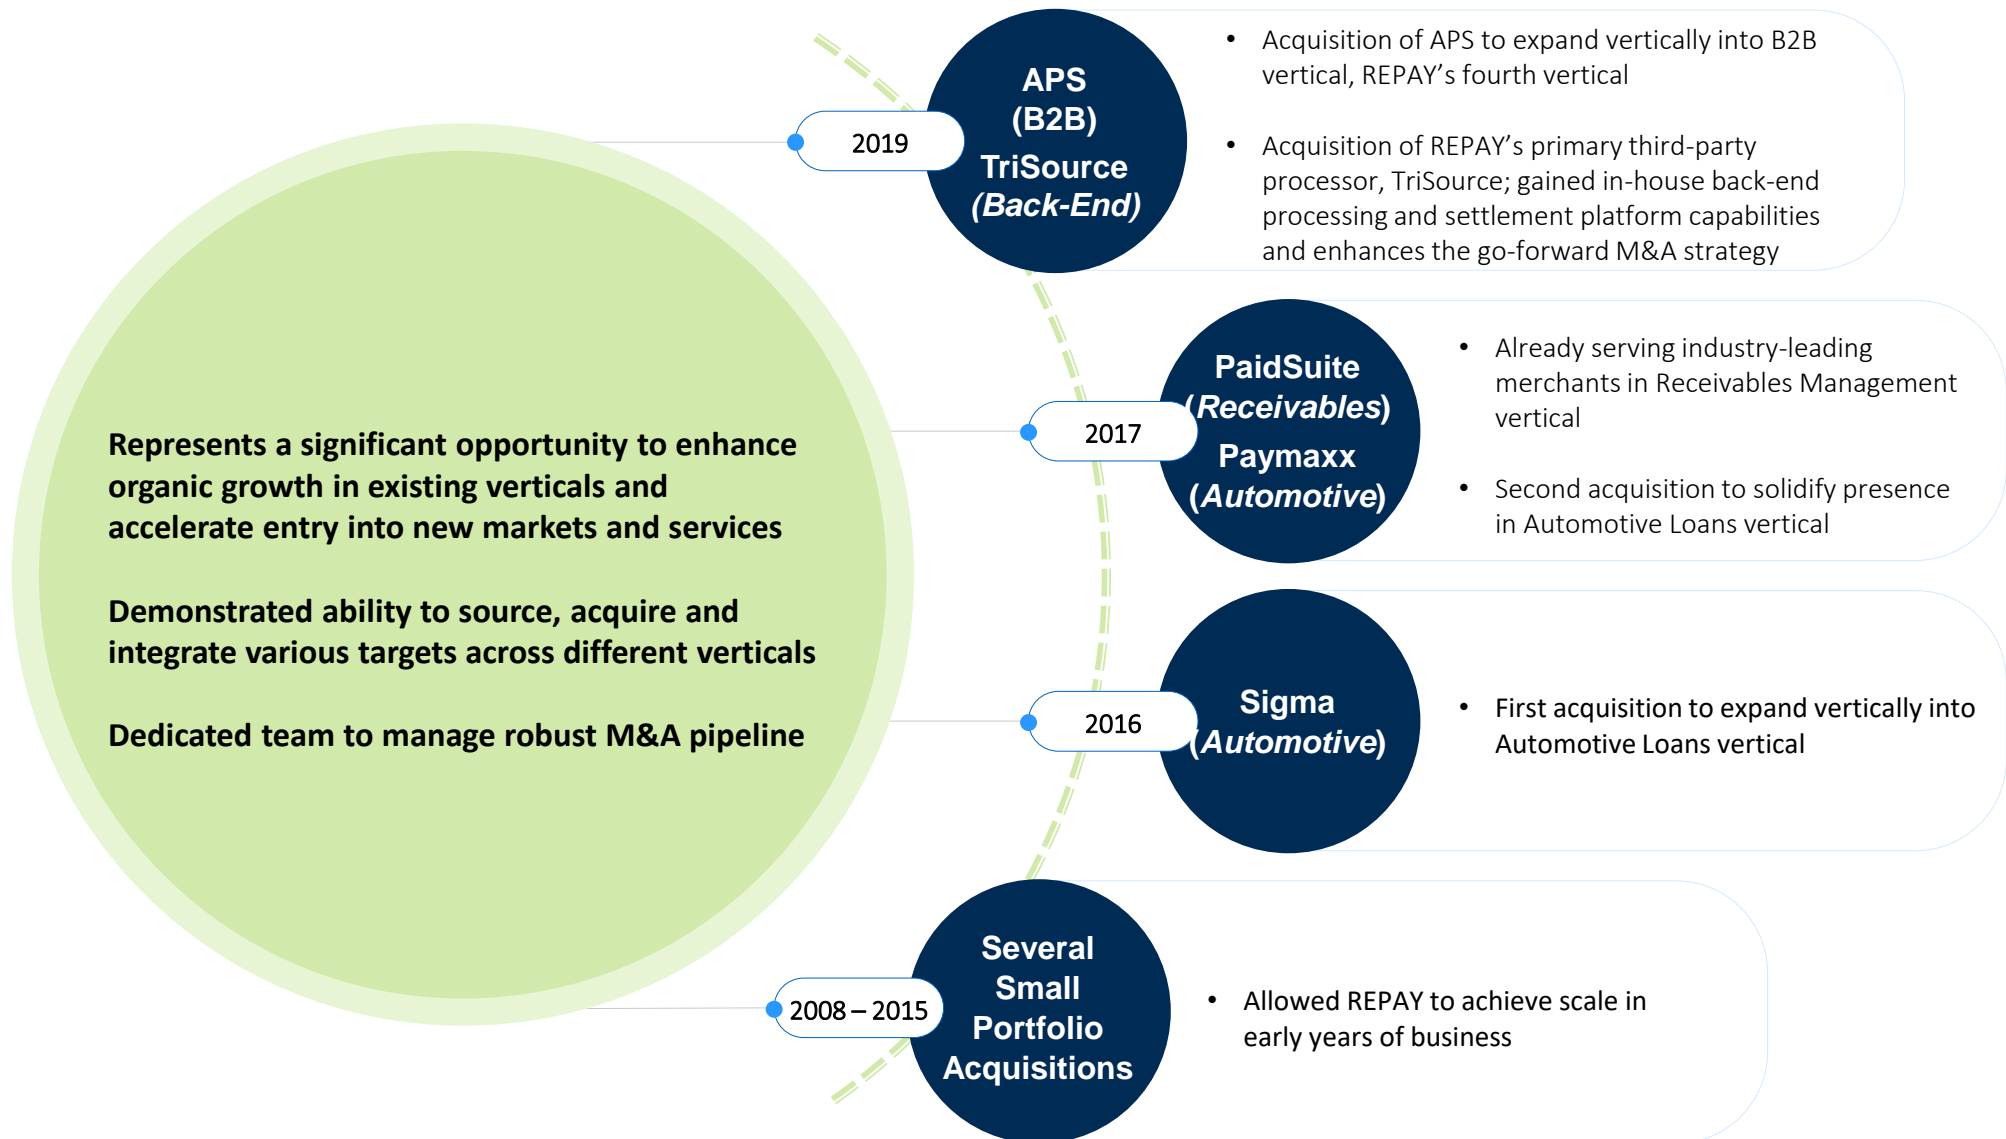 Represents a significant opportunity to enhance
organic growth in existing verticals and
accelerate entry into new markets and services
Demonstrated ability to source, acquire and
integrate various targets across different verticals
Dedicated team to manage robust M&A pipeline
2019
APS
(B2B)
TriSource
(Back-End)
• Acquisition of APS to expand vertically into B2B
vertical, REPAY’s fourth vertical
• Acquisition of REPAY’s primary third-party
processor, TriSource; gained in-house back-end
processing and settlement platform capabilities
and enhances the go-forward M&A strategy
2017
PaidSuite
(Receivables)
Paymaxx
(Automotive)
• Already serving industry-leading
merchants in Receivables Management
vertical
• Second acquisition to solidify presence
in Automotive Loans vertical
2016
Sigma
(Automotive)
• First acquisition to expand vertically into
Automotive Loans vertical
2008 – 2015
Several
Small
Portfolio
Acquisitions
• Allowed REPAY to achieve scale in
early years of business